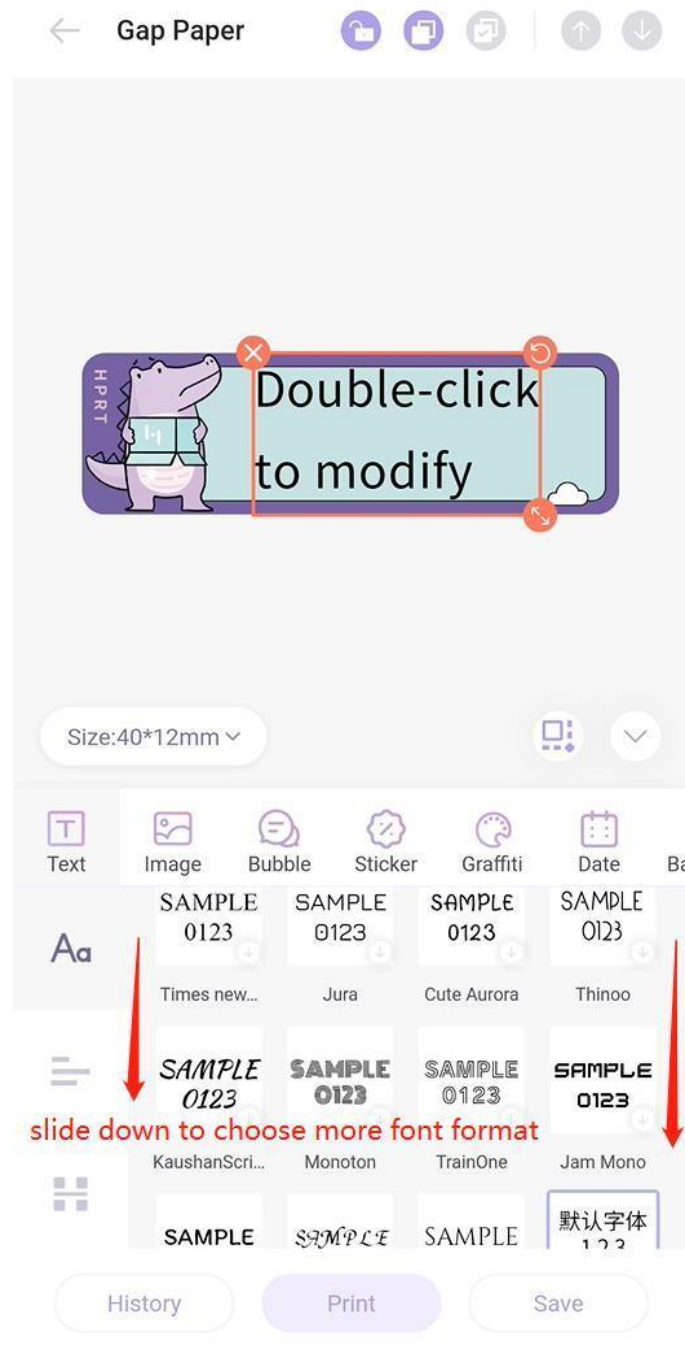 Gap Paper
HPRT
Double-click
to modify
Size:40*12mm
Text Image Bubble Sticker Graffiti Date Ba
Aa
SAMPLE SAMPLE SAMPLE SAMPLE
0123 0123 0123 0123
Times new... Jura Cute Aurora Thinoo
SAMPLE SAMPLE SAMPLE SAMPLE
0123 0123 0123 0123
slide down to choose more font format
KaushanScri... Monoton TrainOne Jam Mono
SAMPLE SAMPLE SAMPLE 默认字体
123
History Print Save